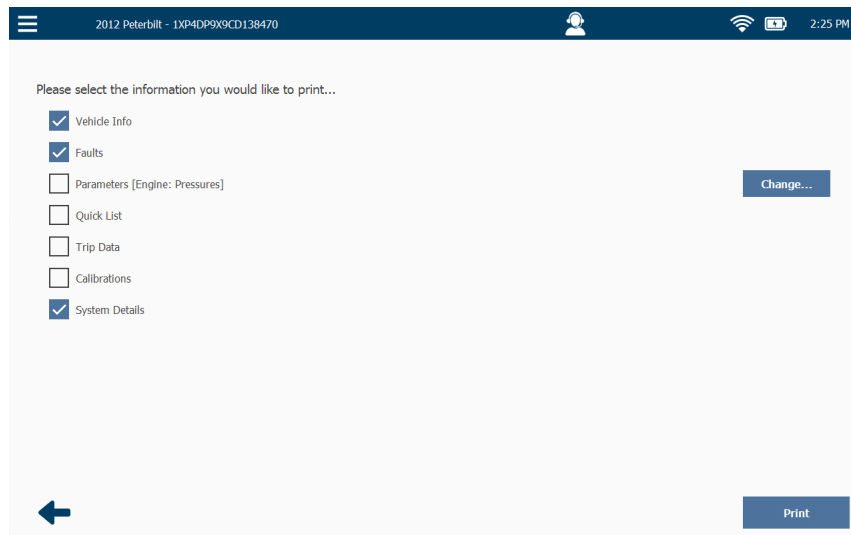 2012 Peterbilt - 1XP4DP9X9CD138470
2:25 PM
Please select the information you would like to print...
Vehicle Info
Faults
Parameters [Engine: Pressures]
Change...
Quick List
Trip Data
Calibrations
System Details
Print